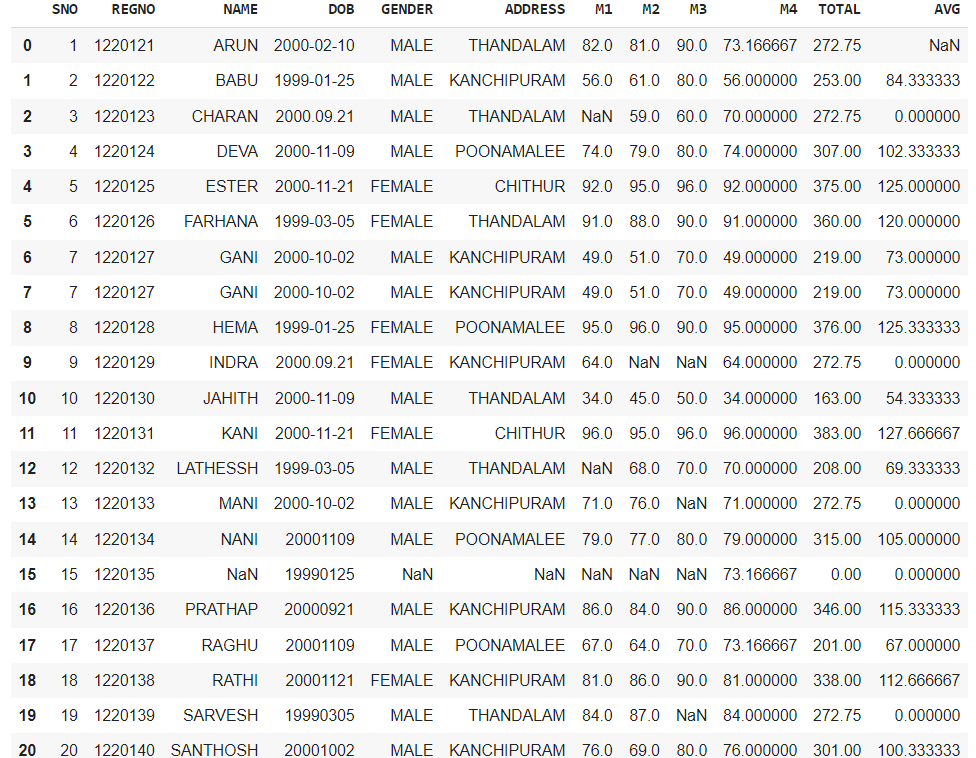 SNO REGNO NAME DOB GENDER ADDRESS M1 M2 M3 M4 TOTAL AVG
0 1 1220121 ARUN 2000-02-10 MALE THANDALAM 82.0 81.0 90.0 73.166667 272.75 NaN
1 2 1220122 BABU 1999-01-25 MALE KANCHIPURAM 56.0 61.0 80.0 56.000000 253.00 84.333333
2 3 1220123 CHARAN 2000.09.21 MALE THANDALAM NaN 59.0 60.0 70.000000 272.75 0.000000
3 4 1220124 DEVA 2000-11-09 MALE POONAMALEE 74.0 79.0 80.0 74.000000 307.00 102.333333
4 5 1220125 ESTER 2000-11-21 FEMALE CHITHUR 92.0 95.0 96.0 92.000000 375.00 125.000000
5 6 1220126 FARHANA 1999-03-05 FEMALE THANDALAM 91.0 88.0 90.0 91.000000 360.00 120.000000
6 7 1220127 GANI 2000-10-02 MALE KANCHIPURAM 49.0 51.0 70.0 49.000000 219.00 73.000000
7 7 1220127 GANI 2000-10-02 MALE KANCHIPURAM 49.0 51.0 70.0 49.000000 219.00 73.000000
8 8 1220128 HEMA 1999-01-25 FEMALE POONAMALEE 95.0 96.0 90.0 95.000000 376.00 125.333333
9 9 1220129 INDRA 2000.09.21 FEMALE KANCHIPURAM 64.0 NaN NaN 64.000000 272.75 0.000000
10 10 1220130 JAHITH 2000-11-09 MALE THANDALAM 34.0 45.0 50.0 34.000000 163.00 54.333333
11 11 1220131 KANI 2000-11-21 FEMALE CHITHUR 96.0 95.0 96.0 96.000000 383.00 127.666667
12 12 1220132 LATHESSH 1999-03-05 MALE THANDALAM NaN 68.0 70.0 70.000000 208.00 69.333333
13 13 1220133 MANI 2000-10-02 MALE KANCHIPURAM 71.0 76.0 NaN 71.000000 272.75 0.000000
14 14 1220134 NANI 20001109 MALE POONAMALEE 79.0 77.0 80.0 79.000000 315.00 105.000000
15 15 1220135 NaN 19990125 NaN NaN NaN NaN NaN 73.166667 0.00 0.000000
16 16 1220136 PRATHAP 20000921 MALE KANCHIPURAM 86.0 84.0 90.0 86.000000 346.00 115.333333
17 17 1220137 RAGHU 20001109 MALE POONAMALEE 67.0 64.0 70.0 73.166667 201.00 67.000000
18 18 1220138 RATHI 20001121 FEMALE KANCHIPURAM 81.0 86.0 90.0 81.000000 338.00 112.666667
19 19 1220139 SARVESH 19990305 MALE THANDALAM 84.0 87.0 NaN 84.000000 272.75 0.000000
20 20 1220140 SANTHOSH 20001002 MALE KANCHIPURAM 76.0 69.0 80.0 76.000000 301.00 100.333333